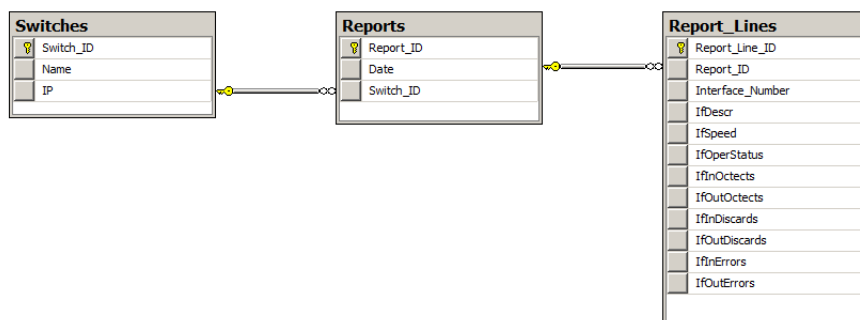 Switches
Switch_ID
Name
IP
Reports
Report_ID
Date
Switch_ID
Report_Lines
Report_Line_ID
Report_ID
Interface_Number
IfDescr
IfSpeed
IfOperStatus
IfInOctects
IfOutOctects
IfInDiscards
IfOutDiscards
IfInErrors
IfOutErrors